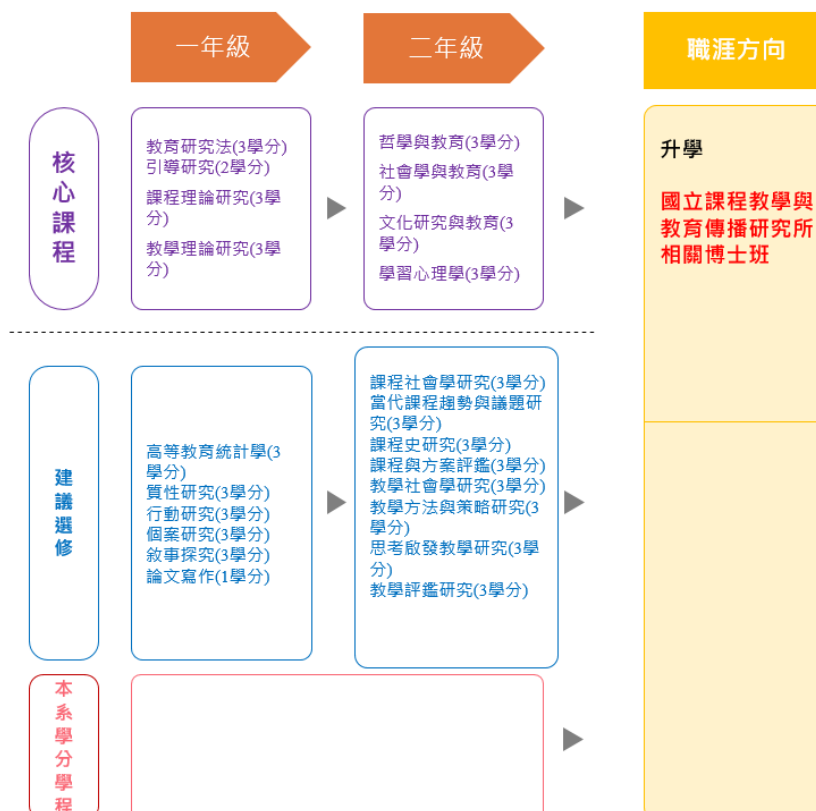 一年級
二年級
職涯方向
核
心
課
程
教育研究法(3學分)
引導研究(2學分)
課程理論研究(3學
分)
教學理論研究(3學
分)
哲學與教育(3學分)
社會學與教育(3學
分)
文化研究與教育(3
學分)
學習心理學(3學分)
升學
國立課程教學與
教育傳播研究所
相關博士班
建
議
選
修
高等教育統計學(3
學分)
質性研究(3學分)
行動研究(3學分)
個案研究(3學分)
敘事探究(3學分)
論文寫作(1學分)
課程社會學研究(3學分)
當代課程趨勢與議題研
究(3學分)
課程史研究(3學分)
課程與方案評鑑(3學分)
教學社會學研究(3學分)
教學方法與策略研究(3
學分)
思考啟發教學研究(3學
分)
教學評鑑研究(3學分)
本
系
學
分
學
程